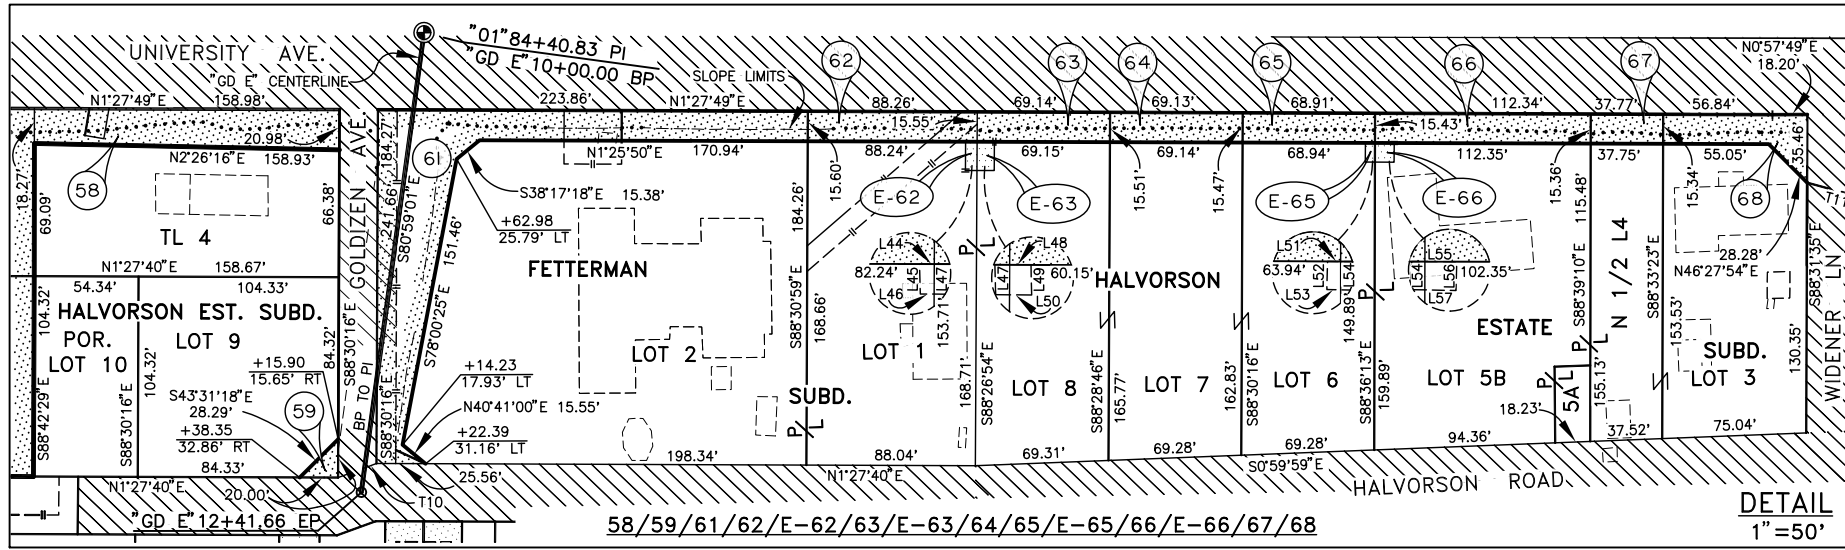 UNIVERSITY AVE.
"GD E" CENTERLINE
"01"84+40.83 PI
"GD E"10+00.00 BP
SLOPE LIMITS
62
63
64
65
66
67
N0°57'49"E
18.20'
N1°27'49"E 158.98'
223.86'
N1°27'49"E
88.26'
69.14'
69.13'
68.91'
112.34'
37.77'
56.84'
20.98'
15.55'
15.43'
35.46'
N2°26'16"E 158.93'
184.27'
61
N1°25'50"E 170.94'
88.24'
69.15'
69.14'
68.94'
112.35'
37.75'
55.05'
18.27'
58
69.09'
66.38'
TL 4
GOLDIZEN AVE.
241.66'
S80°59'01"E
151.46'
S38°17'18"E 15.38'
+62.98
25.79' LT
184.26'
15.60'
E-62
E-63
15.51'
15.47'
E-65
E-66
15.36'
115.48'
15.34'
68
N1°27'40"E 158.67'
FETTERMAN
L44
L48
L51
L55
82.24'
L45
L47
L47
L49
60.15'
63.94'
L52
L54
L54
L56
102.35'
L46
L50
L53
L57
P/L
HALVORSON
28.28'
N46°27'54"E
54.34'
104.33'
104.32'
HALVORSON EST. SUBD.
POR.
LOT 10
LOT 9
104.32'
84.32'
S88°30'16"E
S78°00'25"E
LOT 2
S88°30'59"E
168.66'
LOT 1
153.71'
149.89'
P/L
ESTATE
S88°39'10"E
N 1/2 L4
S88°33'23"E
153.53'
S88°31'35"E
130.35'
WIDENER LN
SUBD.
LOT 3
+15.90
15.65' RT
+14.23
17.93' LT
SUBD.
P/L
168.71'
S88°26'54"E
LOT 8
S88°28'46"E
165.77'
LOT 7
S88°30'16"E
162.83'
LOT 6
S88°36'13"E
159.89'
LOT 5B
P/L
5A
P/L
155.13'
18.23'
S43°31'18"E
28.29'
59
+38.35
32.86' RT
N40°41'00"E 15.55'
+22.39
31.16' LT
S88°42'29"E
S88°30'16"E
BP TO PI
S88°30'16"E
84.33'
198.34'
88.04'
69.31'
69.28'
69.28'
94.36'
37.52'
75.04'
N1°27'40"E
20.00'
25.56'
T10
N1°27'40"E
S0°59'59"E
HALVORSON ROAD
"GD E"12+41.66 EP
58/59/61/62/E-62/63/E-63/64/65/E-65/66/E-66/67/68
DETAIL
1"=50'